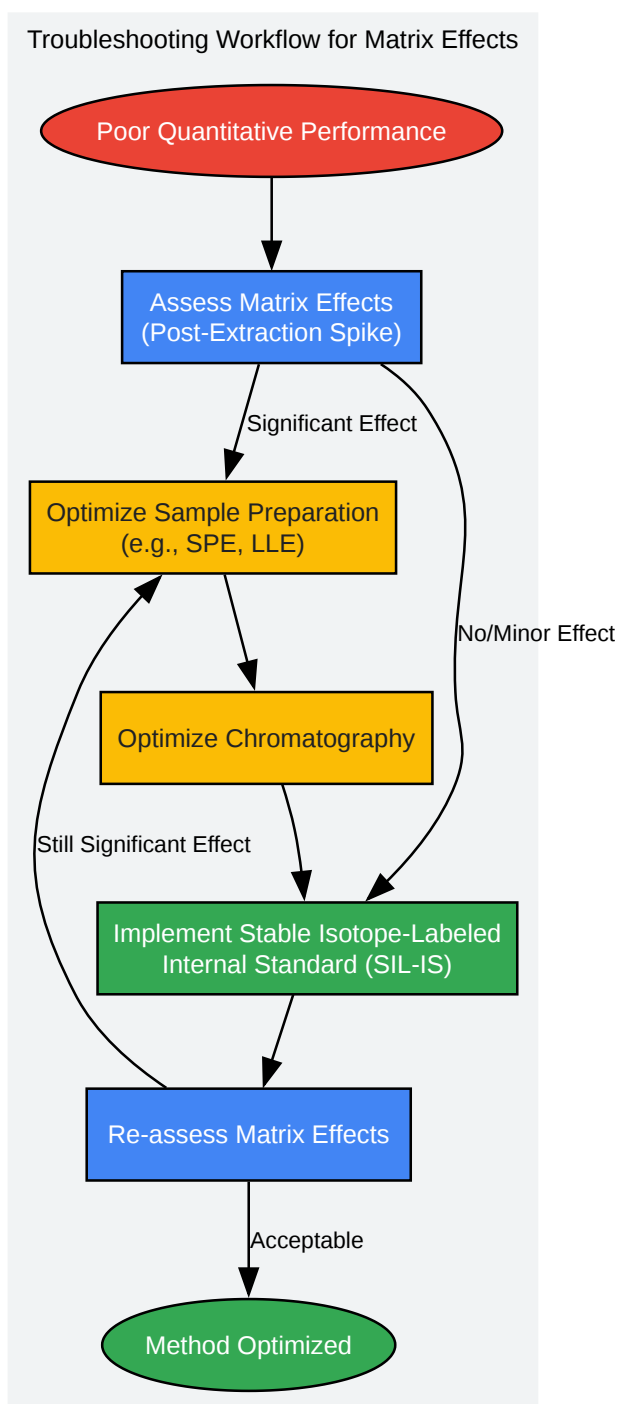 Troubleshooting Workflow for Matrix Effects
Poor Quantitative Performance
Assess Matrix Effects
(Post-Extraction Spike)
Significant Effect
Optimize Sample Preparation
(e.g., SPE, LLE)
No/Minor Effect
Optimize Chromatography
Still Significant Effect
Implement Stable Isotope-Labeled
Internal Standard (SIL-IS)
Re-assess Matrix Effects
Acceptable
Method Optimized